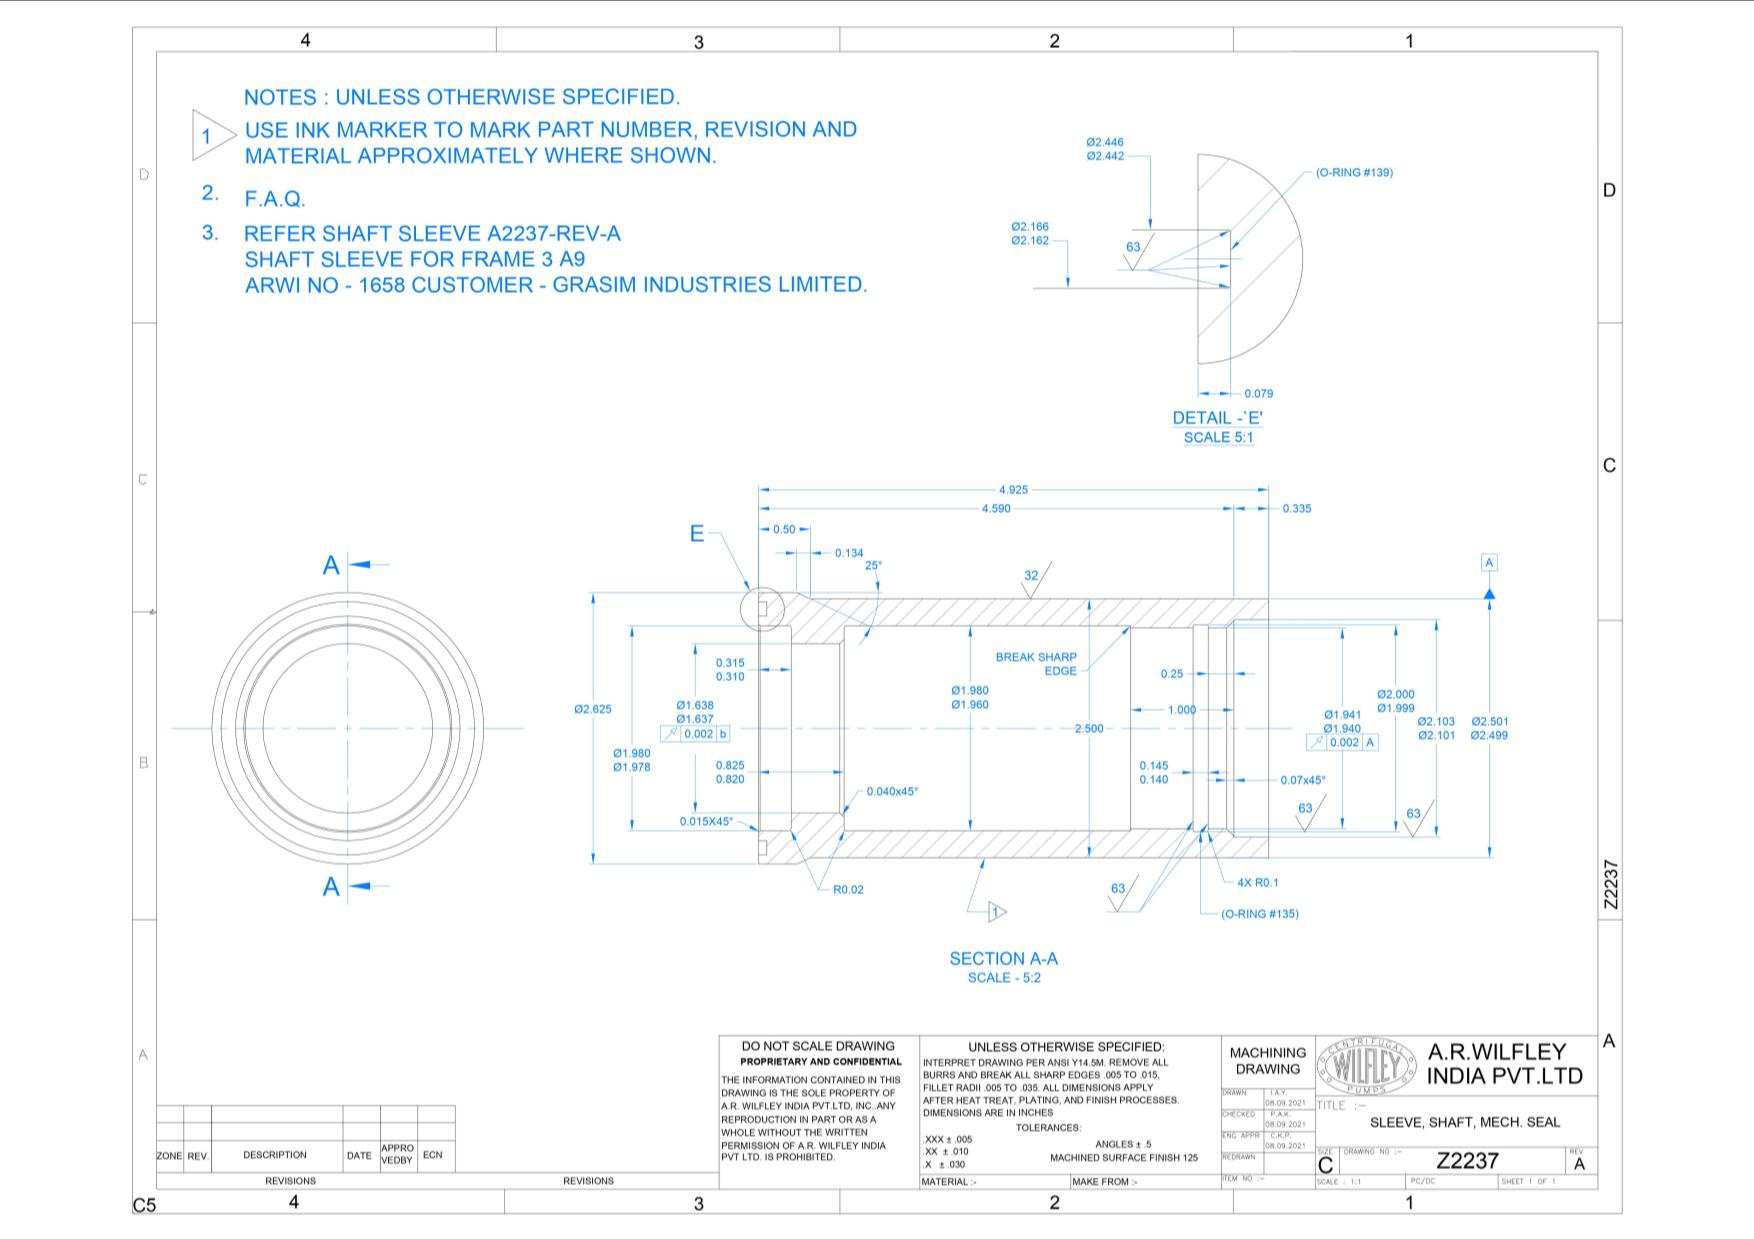 4
3
2
1
D
D
C
C
B
A
A
NOTES : UNLESS OTHERWISE SPECIFIED.
1
USE INK MARKER TO MARK PART NUMBER, REVISION AND
MATERIAL APPROXIMATELY WHERE SHOWN.
2. F.A.Q.
3. REFER SHAFT SLEEVE A2237-REV-A
SHAFT SLEEVE FOR FRAME 3 A9
ARWI NO - 1658 CUSTOMER - GRASIM INDUSTRIES LIMITED.
Ø2.446
Ø2.442
(O-RING #139)
Ø2.166
Ø2.162
63
0.079
DETAIL -`E'
SCALE 5:1
A
A
E
4.925
4.590
0.335
0.50
0.134
25°
32
A
BREAK SHARP
EDGE
0.315
0.310
0.25
Ø2.625
Ø1.638
Ø1.637
0.002 b
Ø1.980
Ø1.960
1.000
2.500
Ø1.941
Ø1.940
0.002 A
Ø2.000
Ø1.999
Ø2.103
Ø2.101
Ø2.501
Ø2.499
Ø1.980
Ø1.978
0.825
0.820
0.145
0.140
0.07x45°
0.040x45°
0.015X45°
63
63
63
R0.02
4X R0.1
1
(O-RING #135)
SECTION A-A
SCALE - 5:2
Z2237
DO NOT SCALE DRAWING
PROPRIETARY AND CONFIDENTIAL
THE INFORMATION CONTAINED IN THIS
DRAWING IS THE SOLE PROPERTY OF
A.R. WILFLEY INDIA PVT.LTD, INC..ANY
REPRODUCTION IN PART OR AS A
WHOLE WITHOUT THE WRITTEN
PERMISSION OF A.R. WILFLEY INDIA
PVT LTD. IS PROHIBITED.
UNLESS OTHERWISE SPECIFIED:
INTERPRET DRAWING PER ANSI Y14.5M. REMOVE ALL
BURRS AND BREAK ALL SHARP EDGES .005 TO .015,
FILLET RADII .005 TO .035. ALL DIMENSIONS APPLY
AFTER HEAT TREAT, PLATING, AND FINISH PROCESSES.
DIMENSIONS ARE IN INCHES
TOLERANCES:
.XXX ± .005
.XX ± .010
.X ± .030
ANGLES ± .5
MACHINED SURFACE FINISH 125
MATERIAL :-
MAKE FROM :-
MACHINING
DRAWING
DRAWN I.A.Y. 08.09.2021
CHECKED P.A.K. 08.09.2021
ENG APPR C.K.P. 08.09.2021
REDRAWN
ITEM NO :-
CENTRIFUGAL
WILFLEY
PUMPS
A.R.WILFLEY
INDIA PVT.LTD
TITLE :-
SLEEVE, SHAFT, MECH. SEAL
SIZE
C
DRAWING NO :-
Z2237
REV
A
SCALE : 1:1
PC/DC
SHEET 1 OF 1
ZONE REV. DESCRIPTION DATE APPRO VEDBY ECN
REVISIONS
REVISIONS
C5
4
3
2
1